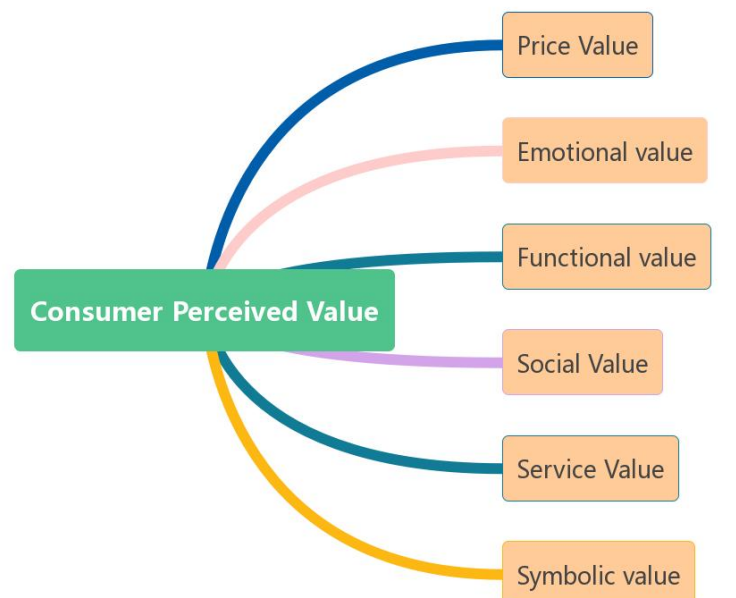 Price Value
Emotional value
Functional value
Consumer Perceived Value
Social Value
Service Value
Symbolic value